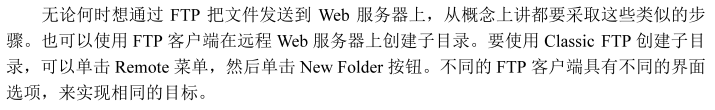 无论何时想通过 FTP 把文件发送到 Web 服务器上，从概念上讲都要采取这些类似的步
骤。也可以使用 FTP 客户端在远程 Web 服务器上创建子目录。要使用 Classic FTP 创建子目
录，可以单击 Remote 菜单，然后单击 New Folder 按钮。不同的 FTP 客户端具有不同的界面
选项，来实现相同的目标。